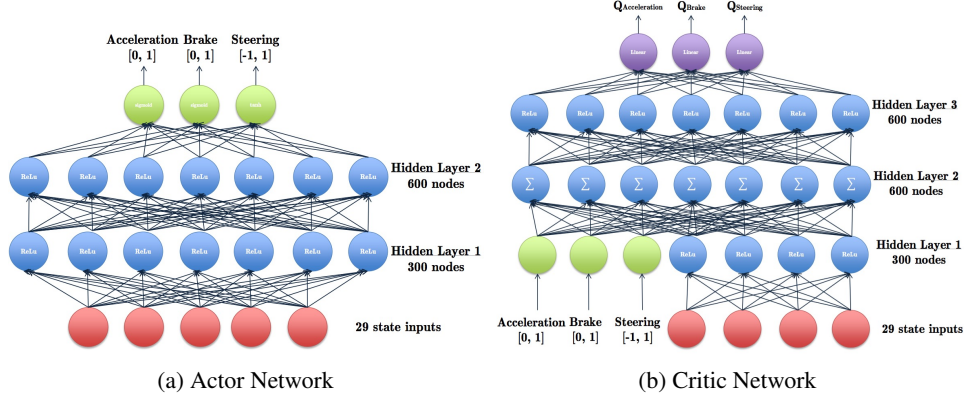 Acceleration Brake Steering
[0, 1] [0, 1] [-1, 1]
sigmoid sigmoid tanh
ReLu ReLu ReLu ReLu ReLu ReLu ReLu
Hidden Layer 2
600 nodes
ReLu ReLu ReLu ReLu ReLu ReLu ReLu
Hidden Layer 1
300 nodes
29 state inputs
(a) Actor Network
QAcceleration QBrake QSteering
Linear Linear Linear
ReLu ReLu ReLu ReLu ReLu ReLu ReLu
Hidden Layer 3
600 nodes
∑ ∑ ∑ ∑ ∑ ∑ ∑
Hidden Layer 2
600 nodes
ReLu ReLu ReLu ReLu
Hidden Layer 1
300 nodes
Acceleration Brake Steering
[0, 1] [0, 1] [-1, 1]
29 state inputs
(b) Critic Network